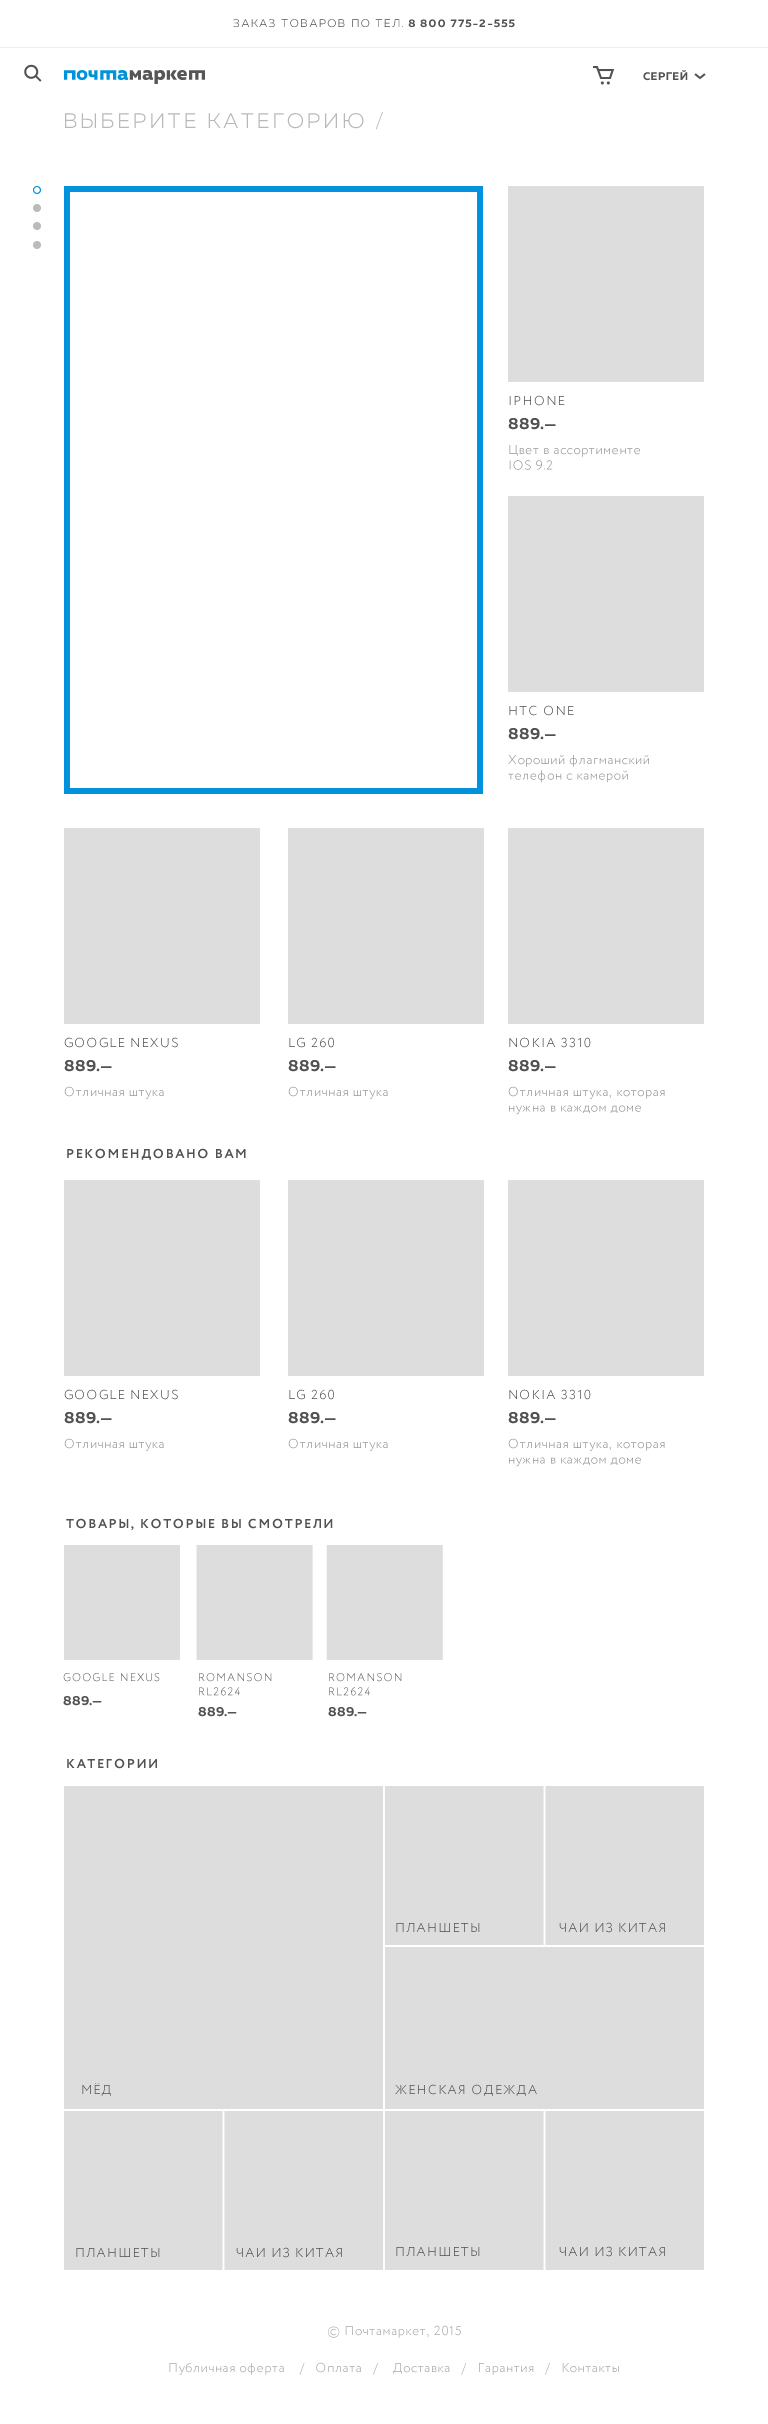 ЗАКАЗ ТОВАРОВ ПО ТЕЛ. 8 800 775-2-555
почтамаркет
СЕРГЕЙ
ВЫБЕРИТЕ КАТЕГОРИЮ /
IPHONE
889.—
Цвет в ассортименте
IOS 9.2
HTC ONE
889.—
Хороший флагманский
телефон с камерой
GOOGLE NEXUS
889.—
Отличная штука
LG 260
889.—
Отличная штука
NOKIA 3310
889.—
Отличная штука, которая
нужна в каждом доме
РЕКОМЕНДОВАНО ВАМ
GOOGLE NEXUS
889.—
Отличная штука
LG 260
889.—
Отличная штука
NOKIA 3310
889.—
Отличная штука, которая
нужна в каждом доме
ТОВАРЫ, КОТОРЫЕ ВЫ СМОТРЕЛИ
GOOGLE NEXUS
889.—
ROMANSON
RL2624
889.—
ROMANSON
RL2624
889.—
КАТЕГОРИИ
ПЛАНШЕТЫ
ЧАИ ИЗ КИТАЯ
МЁД
ЖЕНСКАЯ ОДЕЖДА
ПЛАНШЕТЫ
ЧАИ ИЗ КИТАЯ
ПЛАНШЕТЫ
ЧАИ ИЗ КИТАЯ
© Почтамаркет, 2015
Публичная оферта / Оплата / Доставка / Гарантия / Контакты